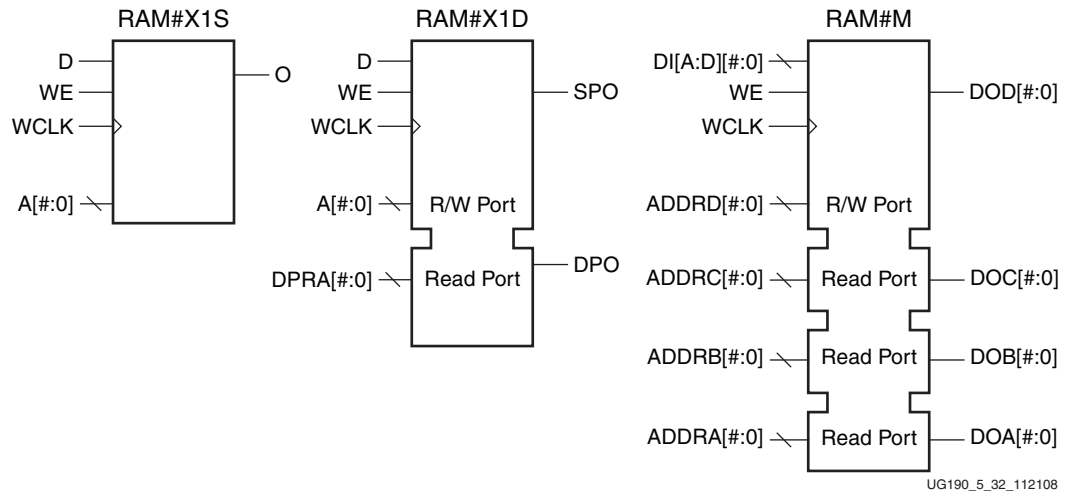 RAM#X1S
D
WE
WCLK
A[#:0]
O
RAM#X1D
D
WE
WCLK
A[#:0]
R/W Port
DPRA[#:0]
Read Port
SPO
DPO
RAM#M
DI[A:D][#:0]
WE
WCLK
DOD[#:0]
ADDRD[#:0]
R/W Port
ADDRC[#:0]
Read Port
DOC[#:0]
ADDRB[#:0]
Read Port
DOB[#:0]
ADDRA[#:0]
Read Port
DOA[#:0]
UG190_5_32_112108